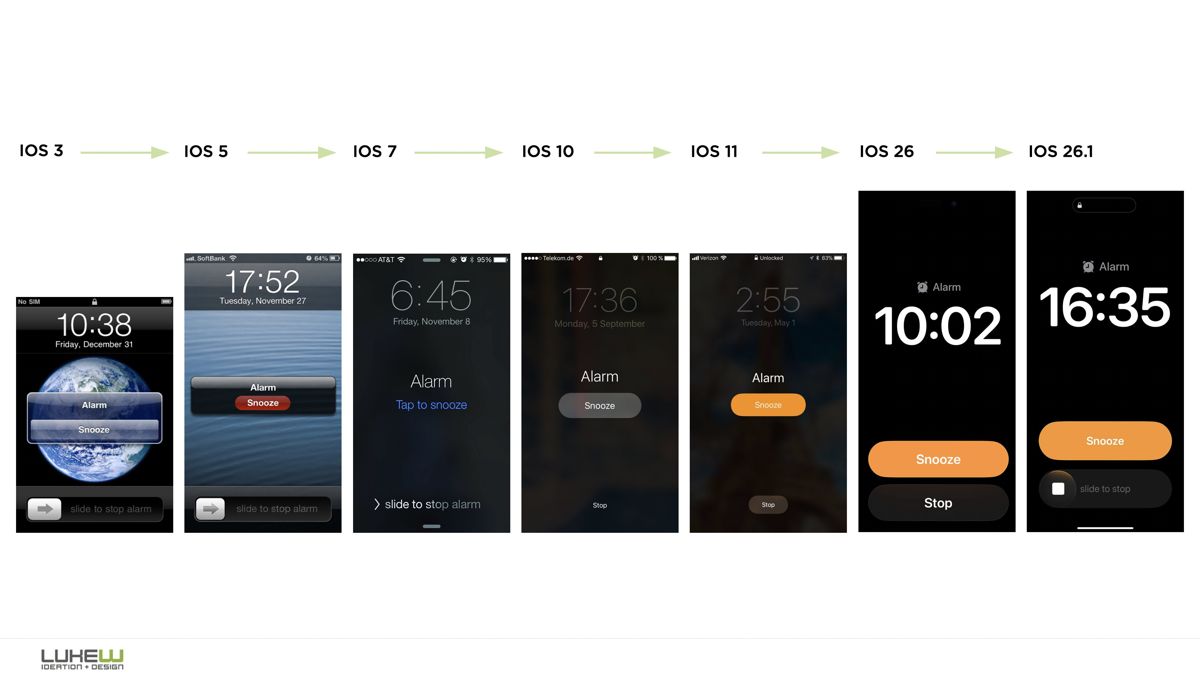 IOS 3
IOS 5
IOS 7
IOS 10
IOS 11
IOS 26
IOS 26.1
No SIM
10:38
Friday, December 31
Alarm
Snooze
slide to stop alarm
SoftBank
64%
17:52
Tuesday, November 27
Alarm
Snooze
slide to stop alarm
AT&T
95%
6:45
Friday, November 8
Alarm
Tap to snooze
slide to stop alarm
Telekom.de
100 %
17:36
Monday, 5 September
Alarm
Snooze
Stop
Verizon
Unlocked
63%
2:55
Tuesday, May 1
Alarm
Snooze
Stop
Alarm
10:02
Snooze
Stop
Alarm
16:35
Snooze
slide to stop
LUKEW
IDEATION + DESIGN